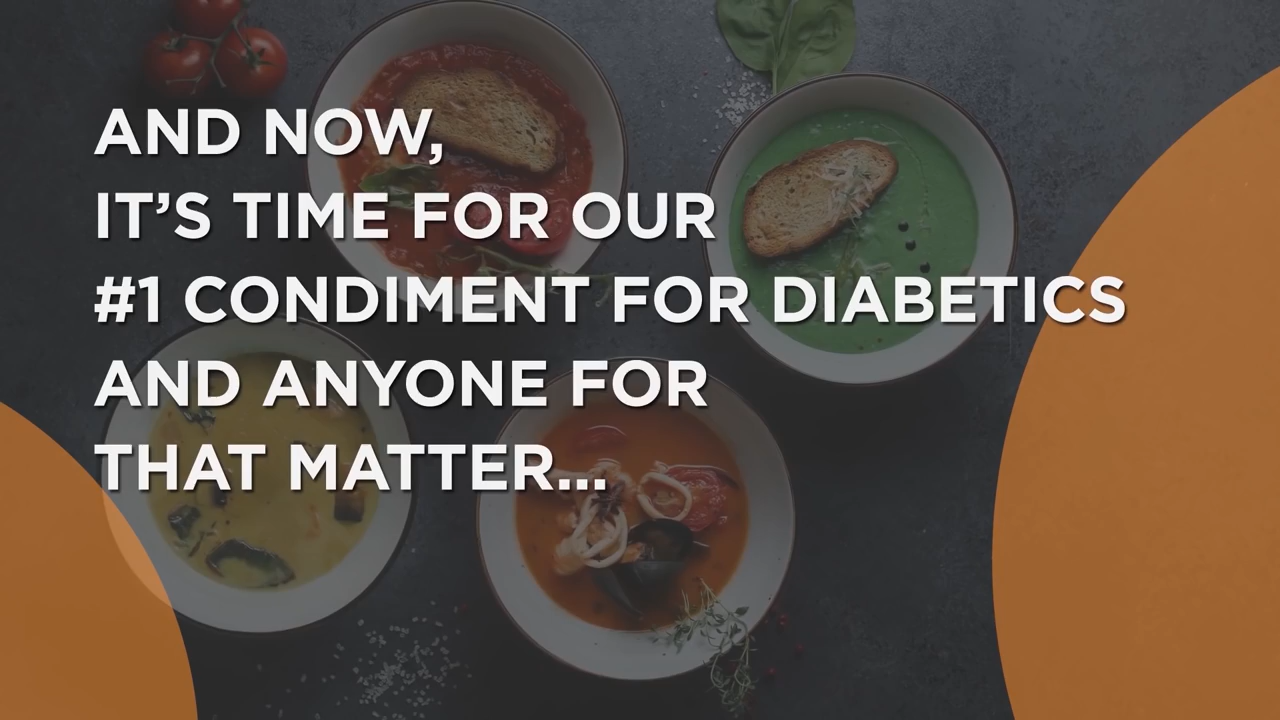 AND NOW,
IT’S TIME FOR OUR
#1 CONDIMENT FOR DIABETICS
AND ANYONE FOR
THAT MATTER...